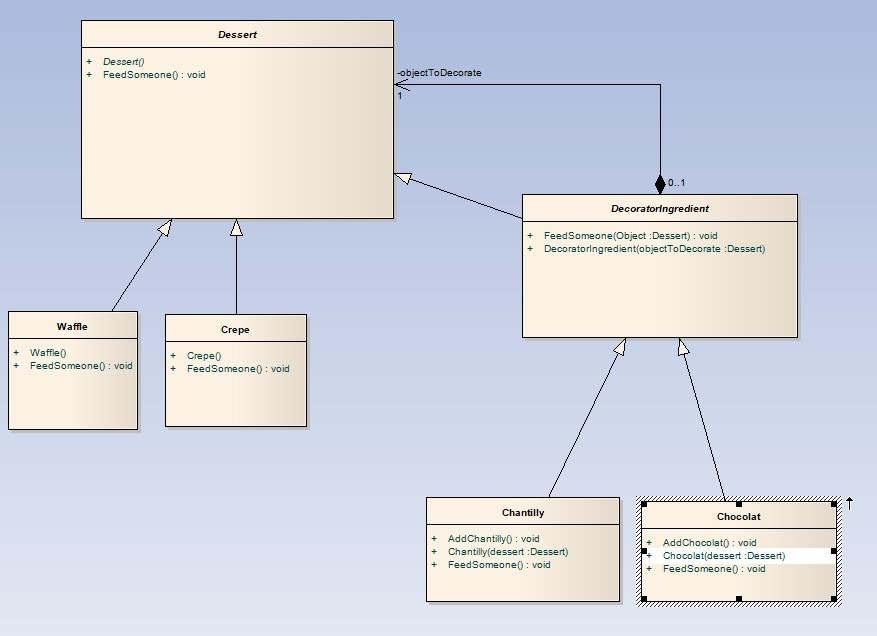 Dessert
+ Dessert()
+ FeedSomeone() : void
-objectToDecorate
1
0..1
DecoratorIngredient
+ FeedSomeone(Object :Dessert) : void
+ DecoratorIngredient(objectToDecorate :Dessert)
Waffle
+ Waffle()
+ FeedSomeone() : void
Crepe
+ Crepe()
+ FeedSomeone() : void
Chantilly
+ AddChantilly() : void
+ Chantilly(dessert :Dessert)
+ FeedSomeone() : void
Chocolat
+ AddChocolat() : void
+ Chocolat(dessert :Dessert)
+ FeedSomeone() : void